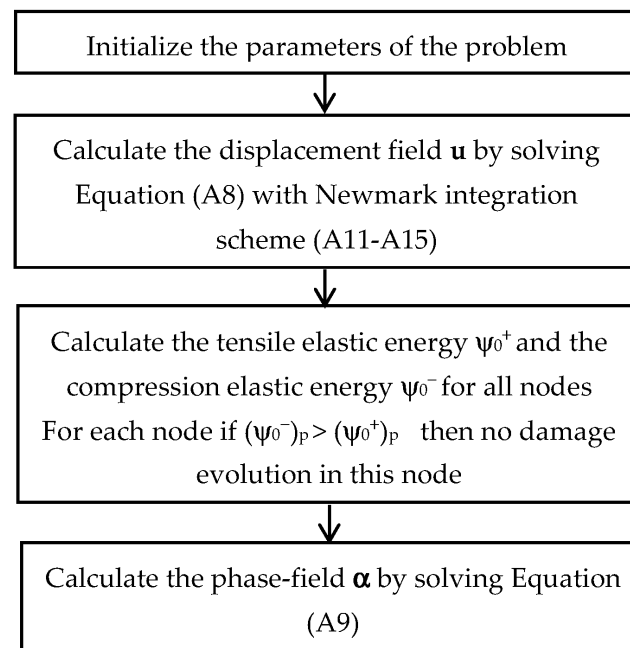 Initialize the parameters of the problem
Calculate the displacement field u by solving
Equation (A8) with Newmark integration
scheme (A11-A15)
Calculate the tensile elastic energy ψ₀⁺ and the
compression elastic energy ψ₀⁻ for all nodes
For each node if (ψ₀⁻)ₚ > (ψ₀⁺)ₚ then no damage
evolution in this node
Calculate the phase-field α by solving Equation
(A9)